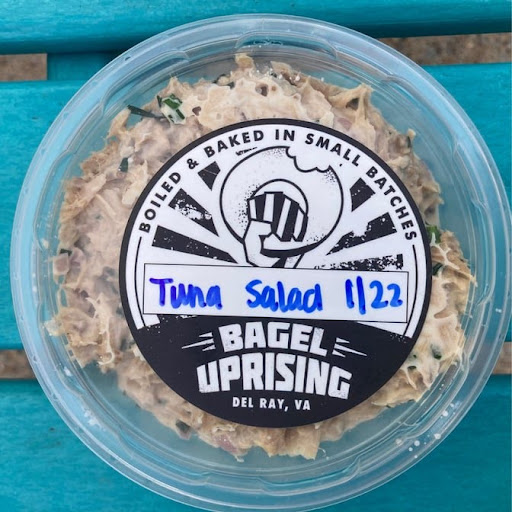 BOILED & BAKED IN SMALL BATCHES
Tuna Salad 1/22
BAGEL
UPRISING
DEL RAY, VA